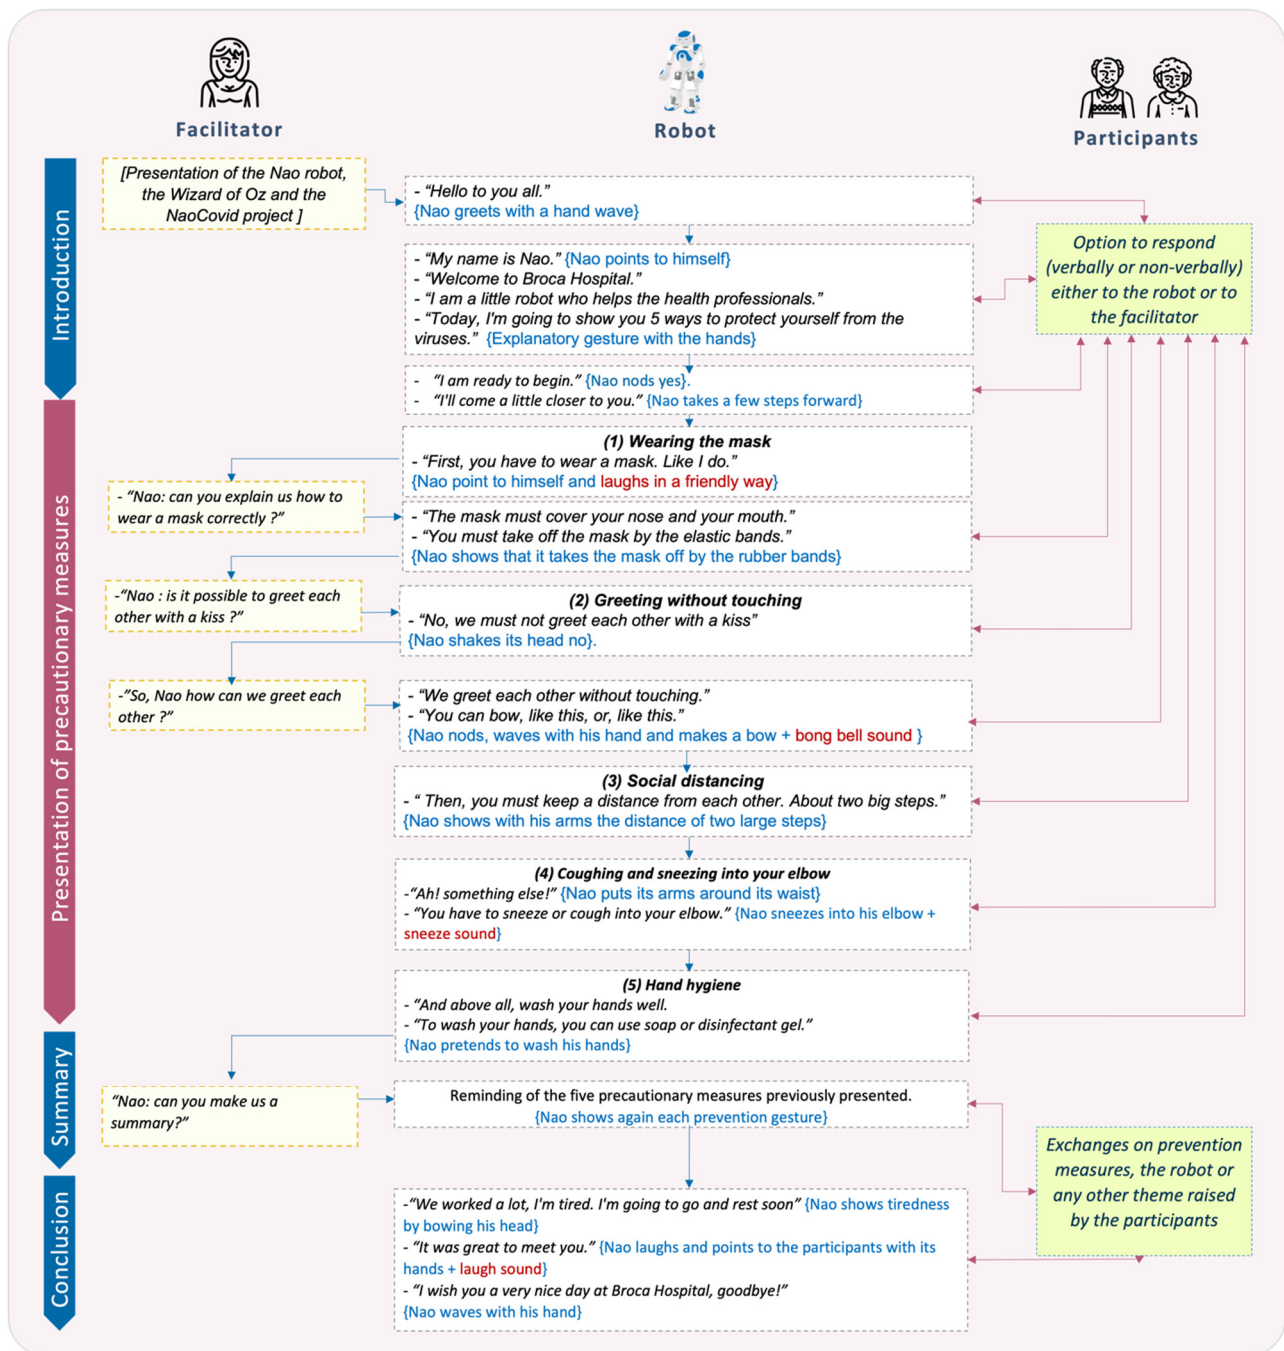 Facilitator
Robot
Participants
Introduction
[Presentation of the Nao robot,
the Wizard of Oz and the
NaoCovid project ]
- “Hello to you all.”
{Nao greets with a hand wave}
- “My name is Nao.” {Nao points to himself}
- “Welcome to Broca Hospital.”
- “I am a little robot who helps the health professionals.”
- “Today, I'm going to show you 5 ways to protect yourself from the
viruses.” {Explanatory gesture with the hands}
Option to respond
(verbally or non-verbally)
either to the robot or to
the facilitator
- “I am ready to begin.” {Nao nods yes}.
- “I'll come a little closer to you.” {Nao takes a few steps forward}
Presentation of precautionary measures
(1) Wearing the mask
- “First, you have to wear a mask. Like I do.”
{Nao point to himself and laughs in a friendly way}
- “Nao: can you explain us how to
wear a mask correctly ?”
- “The mask must cover your nose and your mouth.”
- “You must take off the mask by the elastic bands.”
{Nao shows that it takes the mask off by the rubber bands}
-“Nao : is it possible to greet each
other with a kiss ?”
(2) Greeting without touching
- “No, we must not greet each other with a kiss”
{Nao shakes its head no}.
-”So, Nao how can we greet each
other ?”
- “We greet each other without touching.”
- “You can bow, like this, or, like this.”
{Nao nods, waves with his hand and makes a bow + bong bell sound }
(3) Social distancing
- “ Then, you must keep a distance from each other. About two big steps.”
{Nao shows with his arms the distance of two large steps}
(4) Coughing and sneezing into your elbow
-“Ah! something else!” {Nao puts its arms around its waist}
- “You have to sneeze or cough into your elbow.” {Nao sneezes into his elbow +
sneeze sound}
(5) Hand hygiene
- “And above all, wash your hands well.
- “To wash your hands, you can use soap or disinfectant gel.”
{Nao pretends to wash his hands}
Summary
“Nao: can you make us a
summary?”
Reminding of the five precautionary measures previously presented.
{Nao shows again each prevention gesture}
Exchanges on prevention
measures, the robot or
any other theme raised
by the participants
Conclusion
-“We worked a lot, I'm tired. I'm going to go and rest soon” {Nao shows tiredness
by bowing his head}
- “It was great to meet you.” {Nao laughs and points to the participants with its
hands + laugh sound}
- “I wish you a very nice day at Broca Hospital, goodbye!”
{Nao waves with his hand}